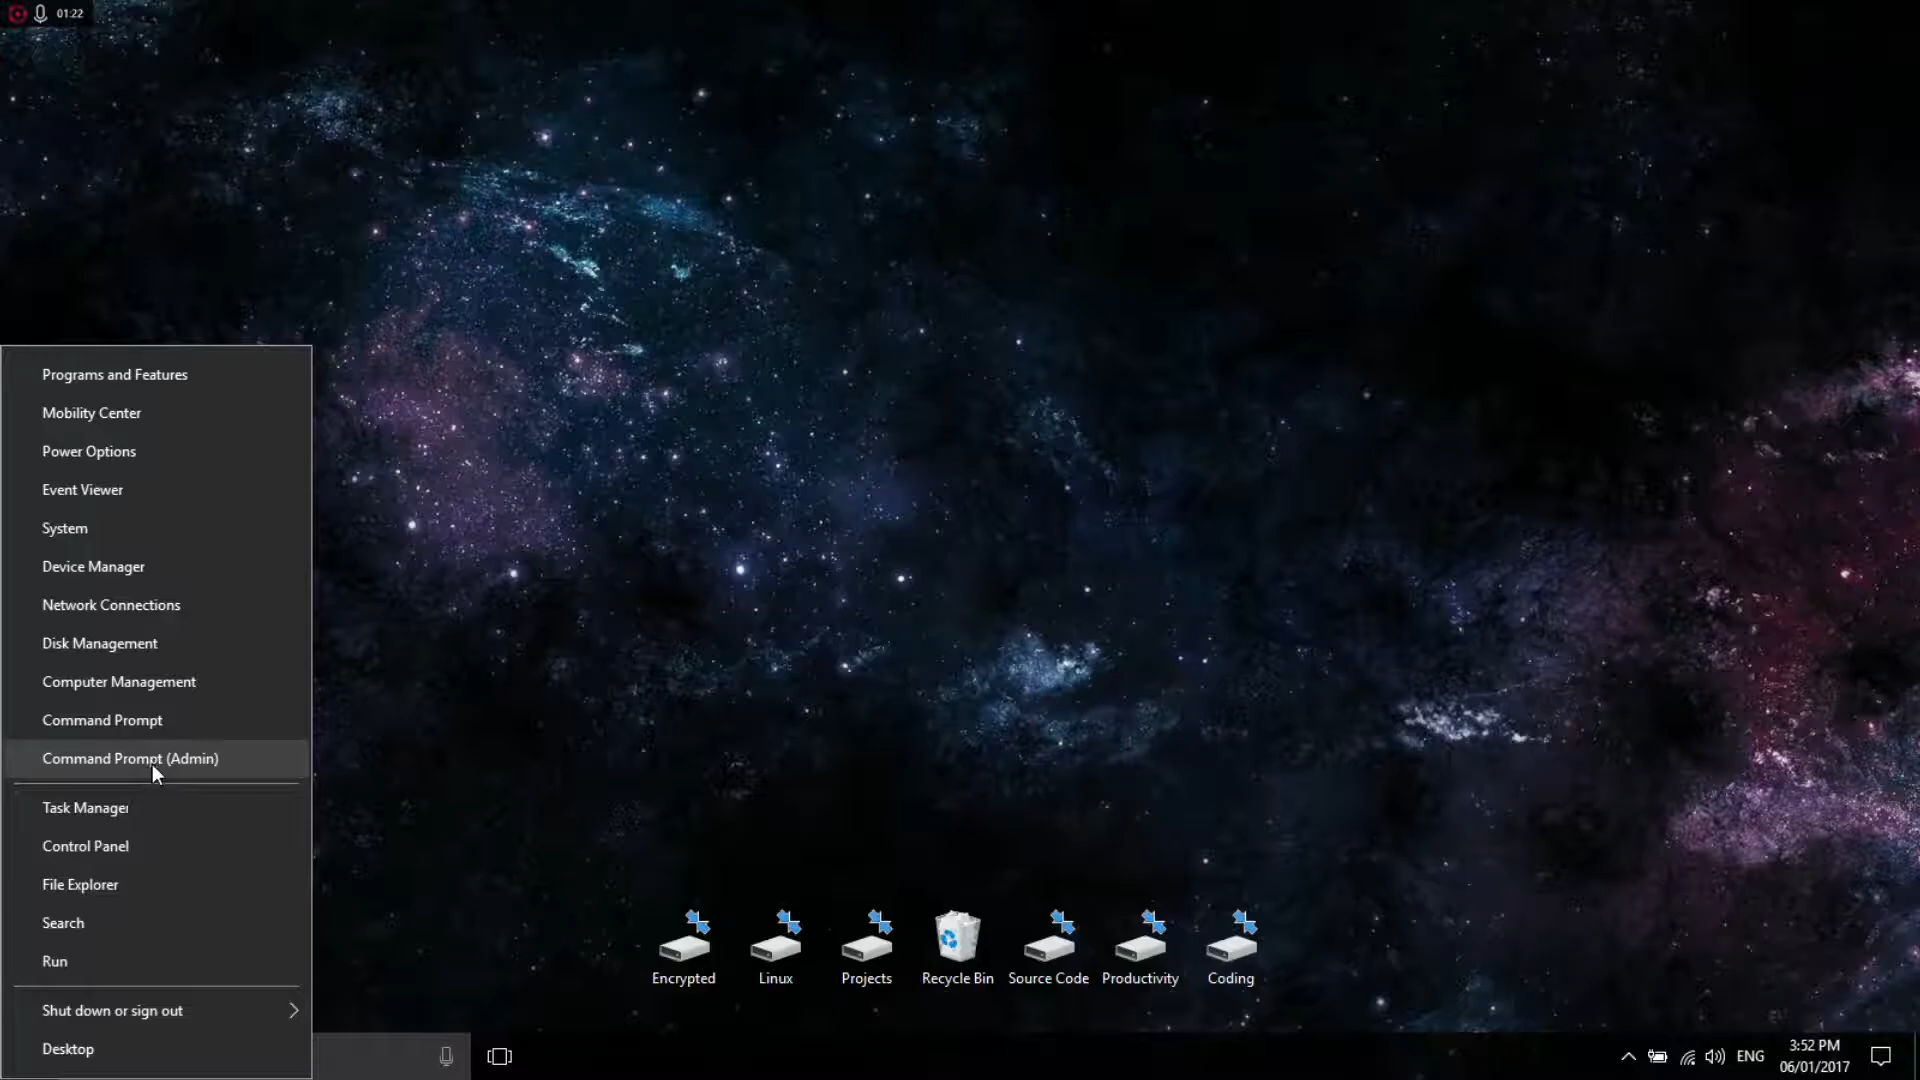 01:22
Programs and Features
Mobility Center
Power Options
Event Viewer
System
Device Manager
Network Connections
Disk Management
Computer Management
Command Prompt
Command Prompt (Admin)
Task Manager
Control Panel
File Explorer
Search
Run
Shut down or sign out
Desktop
Encrypted
Linux
Projects
Recycle Bin
Source Code
Productivity
Coding
ENG
3:52 PM
06/01/2017